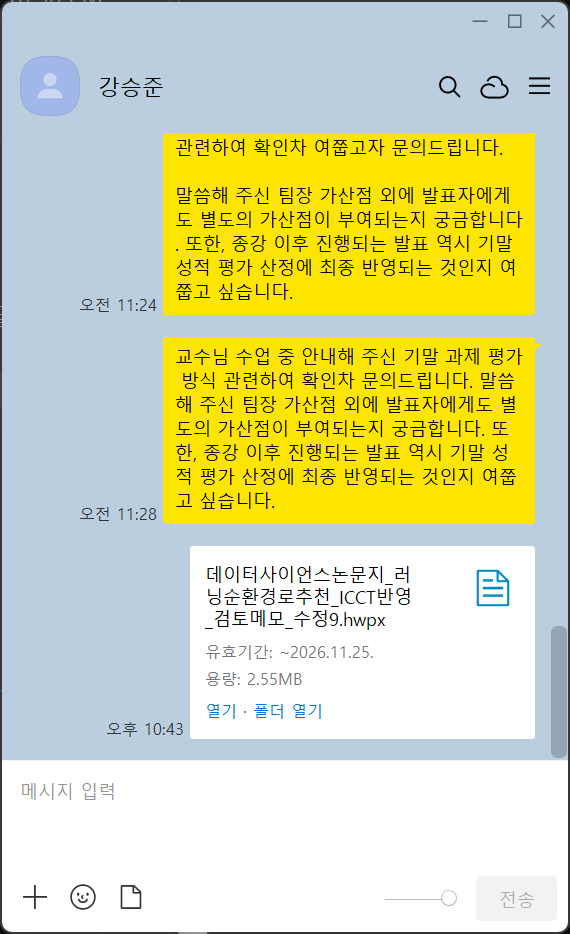 강승준
관련하여 확인차 여쭙고자 문의드립니다.
말씀해 주신 팀장 가산점 외에 발표자에게
도 별도의 가산점이 부여되는지 궁금합니다
. 또한, 종강 이후 진행되는 발표 역시 기말
성적 평가 산정에 최종 반영되는 것인지 여
쭙고 싶습니다.
오전 11:24
교수님 수업 중 안내해 주신 기말 과제 평가
방식 관련하여 확인차 문의드립니다. 말씀
해 주신 팀장 가산점 외에 발표자에게도 별
도의 가산점이 부여되는지 궁금합니다. 또
한, 종강 이후 진행되는 발표 역시 기말 성
적 평가 산정에 최종 반영되는 것인지 여쭙
고 싶습니다.
오전 11:28
데이터사이언스논문지_러
닝순환경로추천_ICCT반영
_검토메모_수정9.hwpx
유효기간: ~2026.11.25.
용량: 2.55MB
열기 · 폴더 열기
오후 10:43
메시지 입력
전송